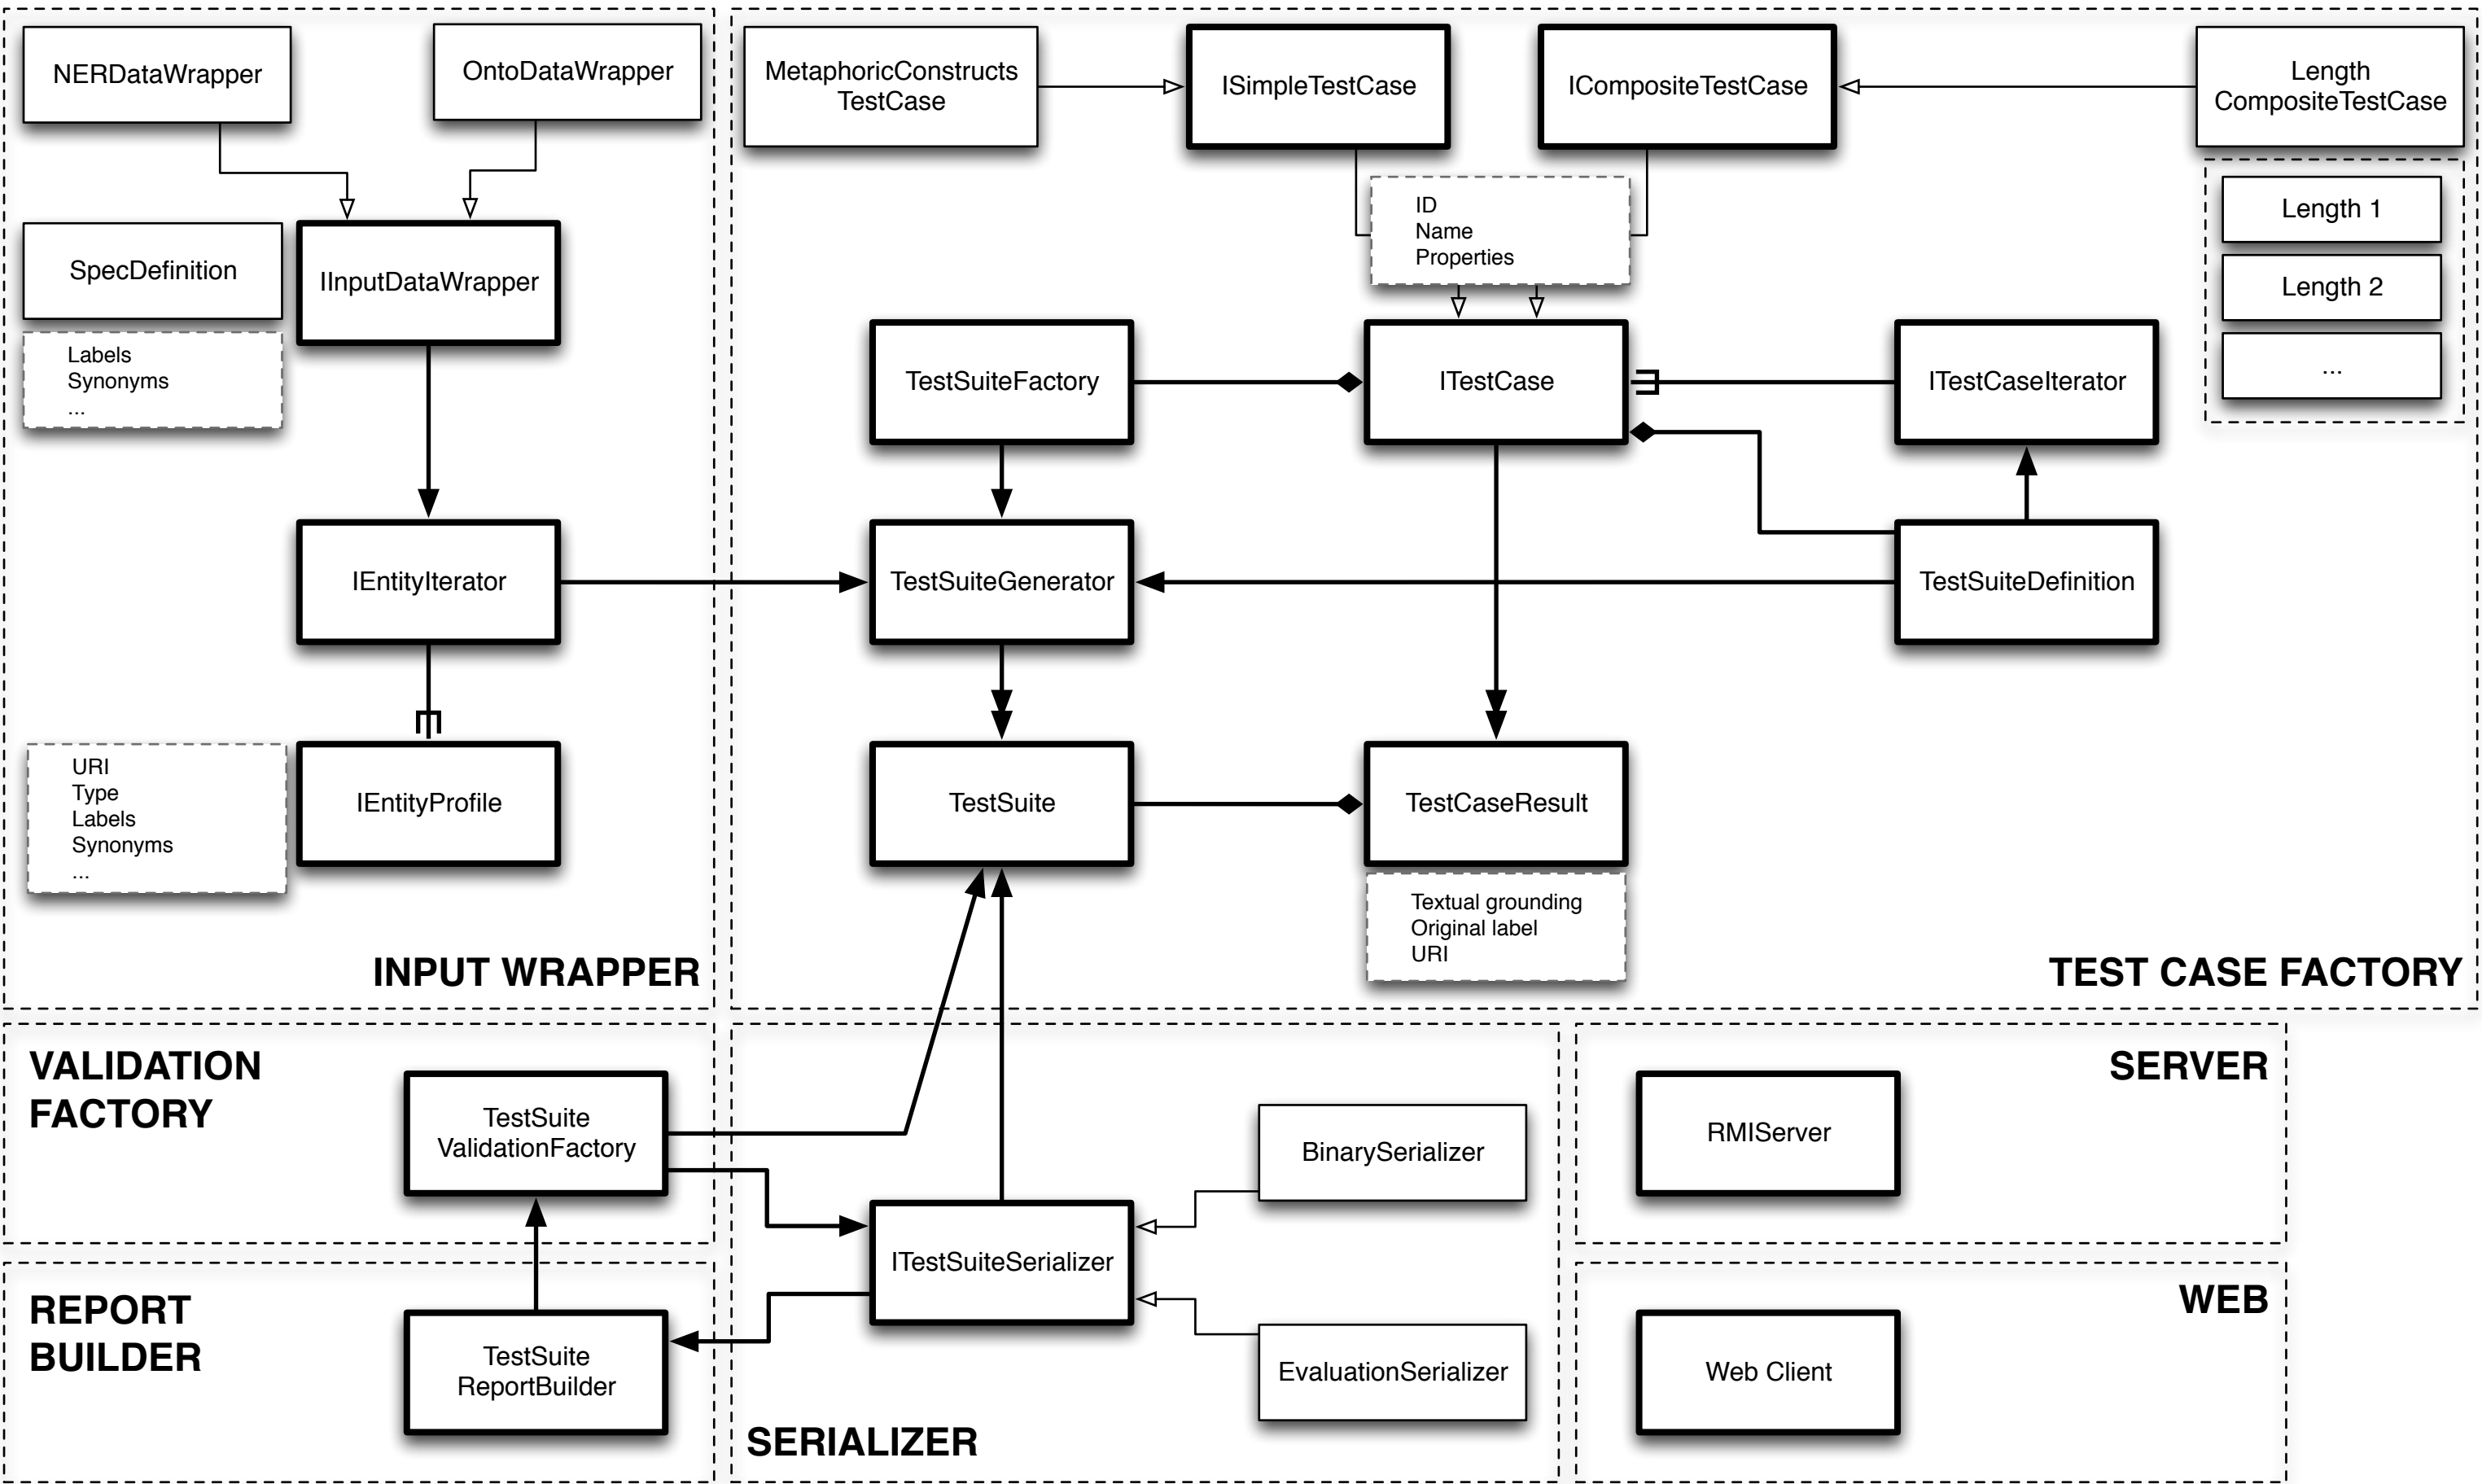 NERDataWrapper
OntoDataWrapper
SpecDefinition
IInputDataWrapper
Labels
Synonyms
...
IEntityIterator
URI
Type
Labels
Synonyms
...
IEntityProfile
INPUT WRAPPER
MetaphoricConstructs
TestCase
ISimpleTestCase
ICompositeTestCase
Length
CompositeTestCase
ID
Name
Properties
Length 1
Length 2
...
TestSuiteFactory
ITestCase
ITestCaseIterator
TestSuiteGenerator
TestSuiteDefinition
TestSuite
TestCaseResult
Textual grounding
Original label
URI
TEST CASE FACTORY
VALIDATION
FACTORY
TestSuite
ValidationFactory
REPORT
BUILDER
TestSuite
ReportBuilder
BinarySerializer
ITestSuiteSerializer
EvaluationSerializer
SERIALIZER
SERVER
RMIServer
WEB
Web Client